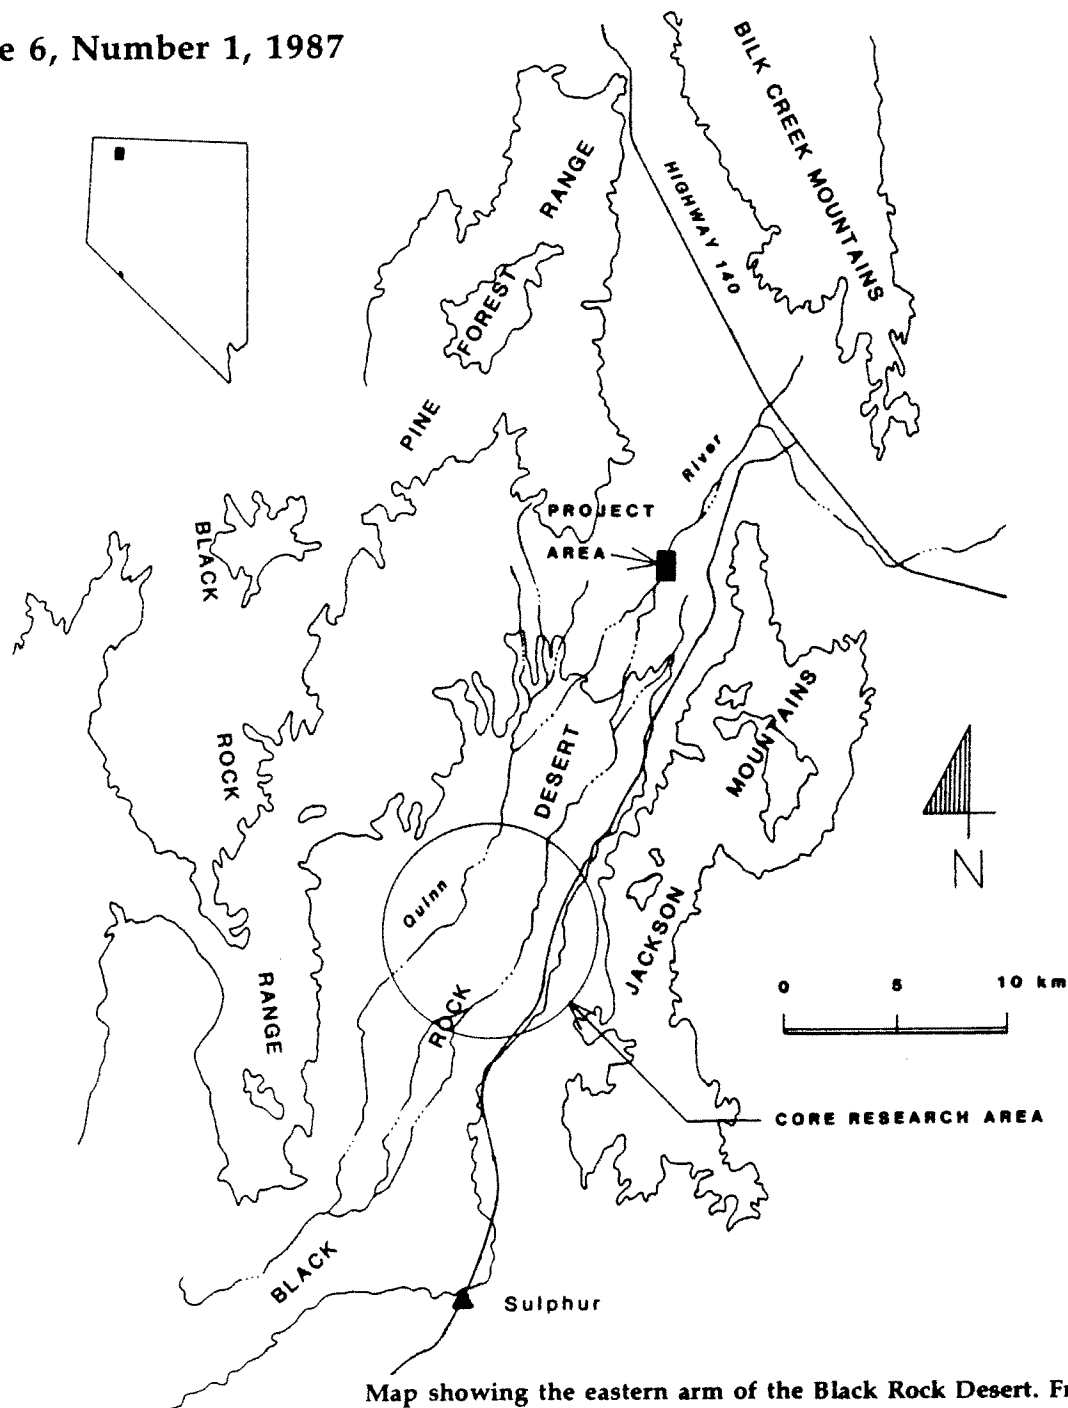 e 6, Number 1, 1987
BILK CREEK MOUNTAINS
HIGHWAY 140
PINE FOREST RANGE
River
PROJECT
AREA
BLACK ROCK RANGE
DESERT
MOUNTAINS
JACKSON
Quinn
ROCK
BLACK
N
0 5 10 km
CORE RESEARCH AREA
Sulphur
Map showing the eastern arm of the Black Rock Desert. Fr